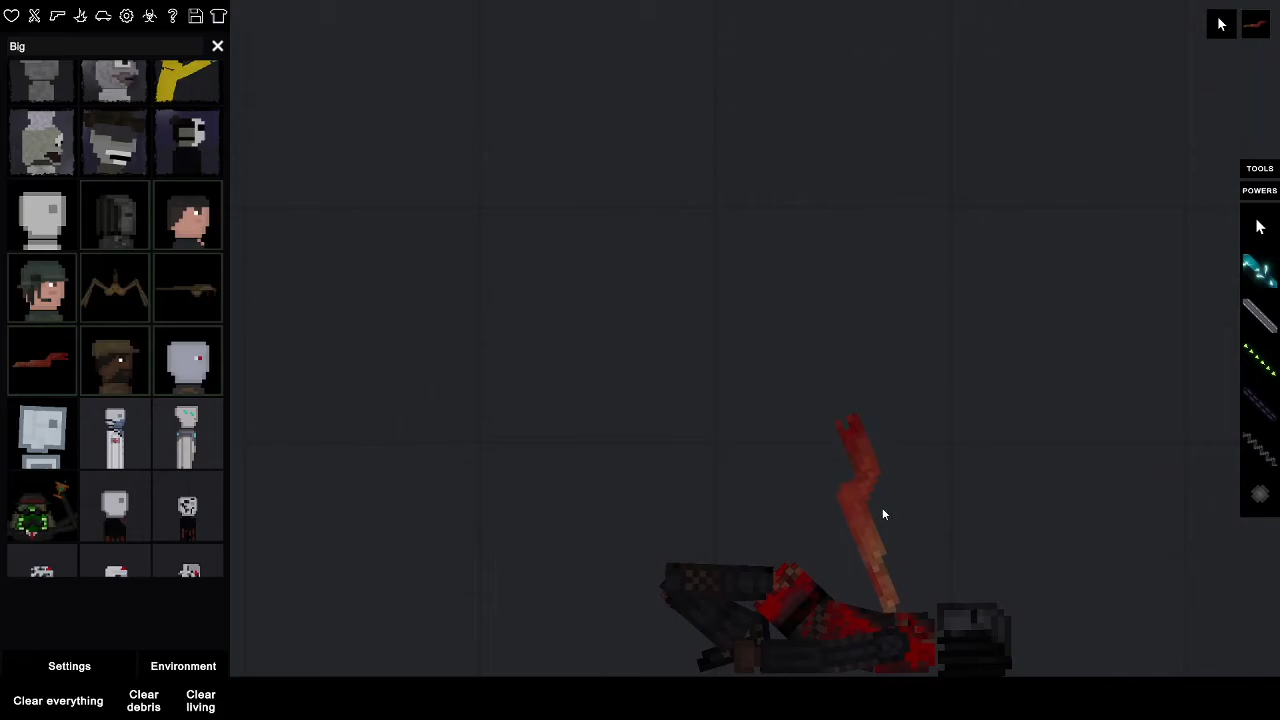 Big
TOOLS
POWERS
Settings
Environment
Clear everything
Clear
debris
Clear
living